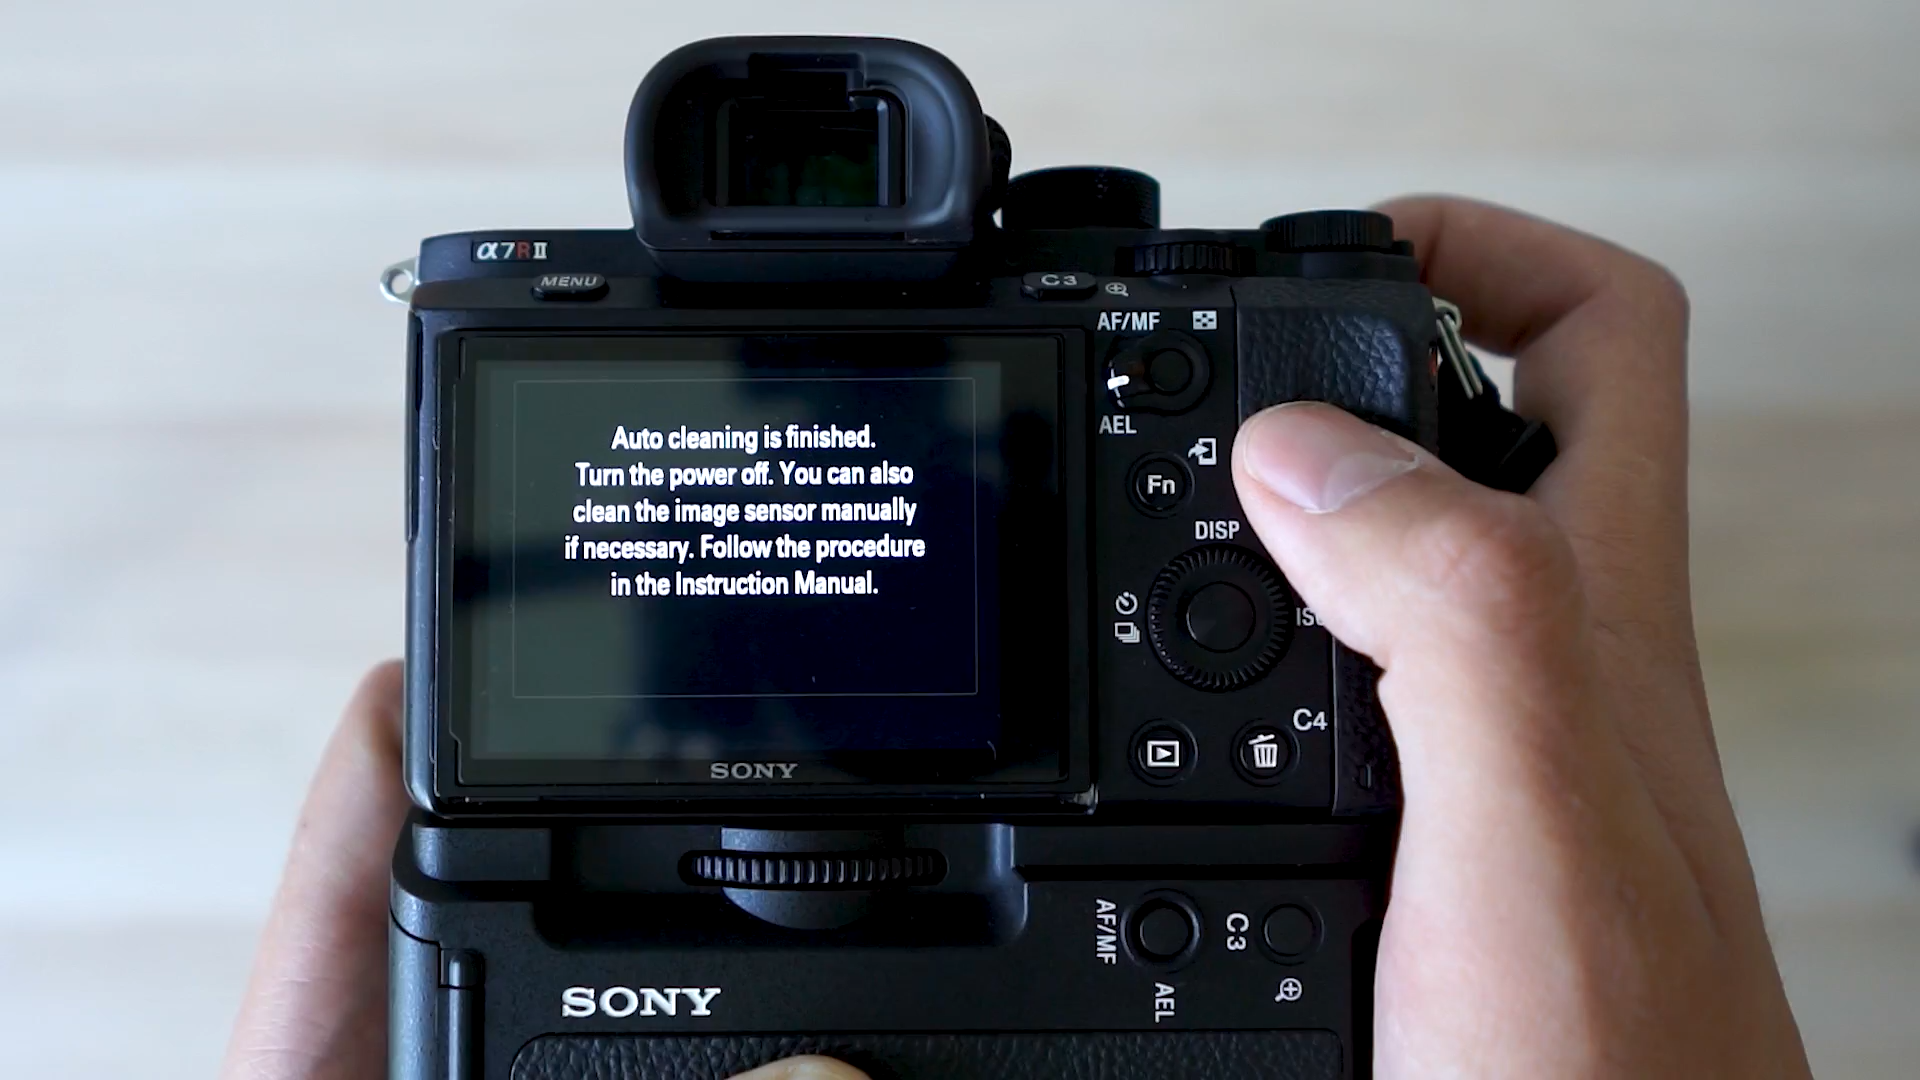 α7RII
MENU
C3
AF/MF
AEL
Auto cleaning is finished.
Turn the power off. You can also
clean the image sensor manually
if necessary. Follow the procedure
in the Instruction Manual.
Fn
DISP
C4
SONY
AF/MF
C3
AEL
SONY